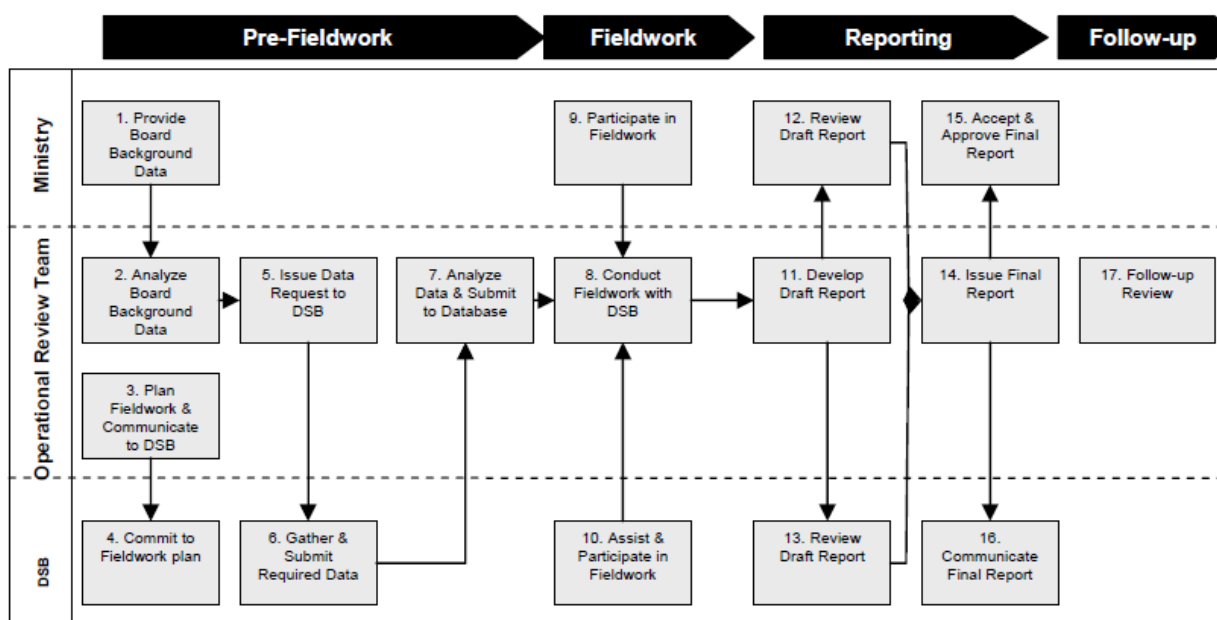 Pre-Fieldwork
Fieldwork
Reporting
Follow-up
Ministry
1. Provide
Board
Background
Data
9. Participate in
Fieldwork
12. Review
Draft Report
15. Accept &
Approve Final
Report
Operational Review Team
2. Analyze
Board
Background
Data
5. Issue Data
Request to
DSB
7. Analyze
Data & Submit
to Database
8. Conduct
Fieldwork with
DSB
11. Develop
Draft Report
14. Issue Final
Report
17. Follow-up
Review
3. Plan
Fieldwork &
Communicate
to DSB
DSB
4. Commit to
Fieldwork plan
6. Gather &
Submit
Required Data
10. Assist &
Participate in
Fieldwork
13. Review
Draft Report
16.
Communicate
Final Report